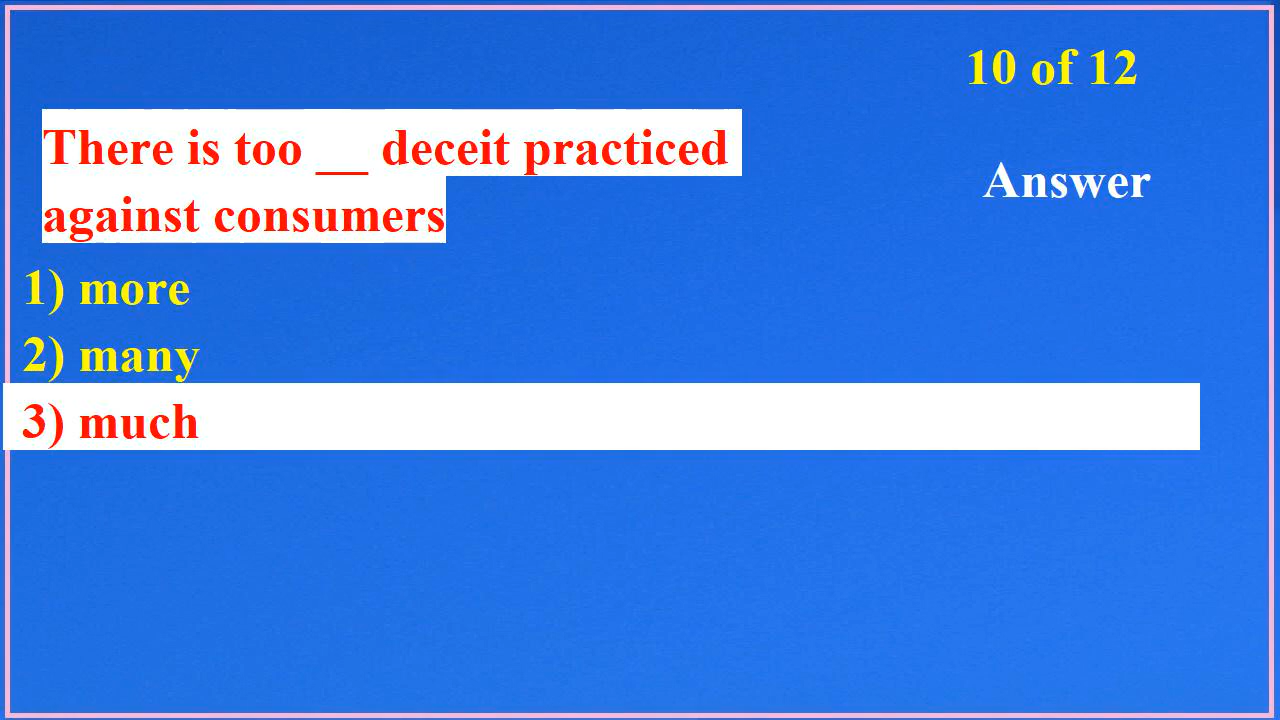 10 of 12
There is too __ deceit practiced
against consumers
Answer
1) more
2) many
3) much